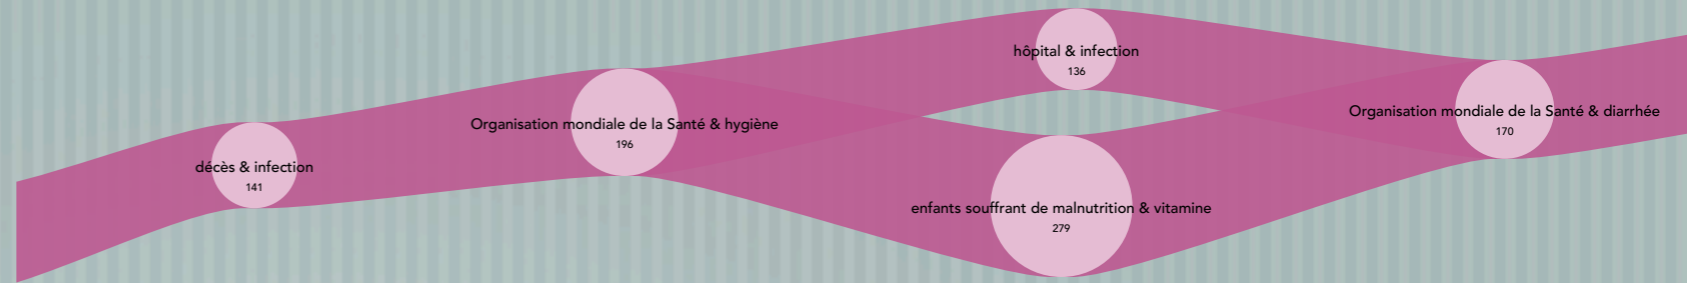 décès & infection
141
Organisation mondiale de la Santé & hygiène
196
hôpital & infection
136
enfants souffrant de malnutrition & vitamine
279
Organisation mondiale de la Santé & diarrhée
170